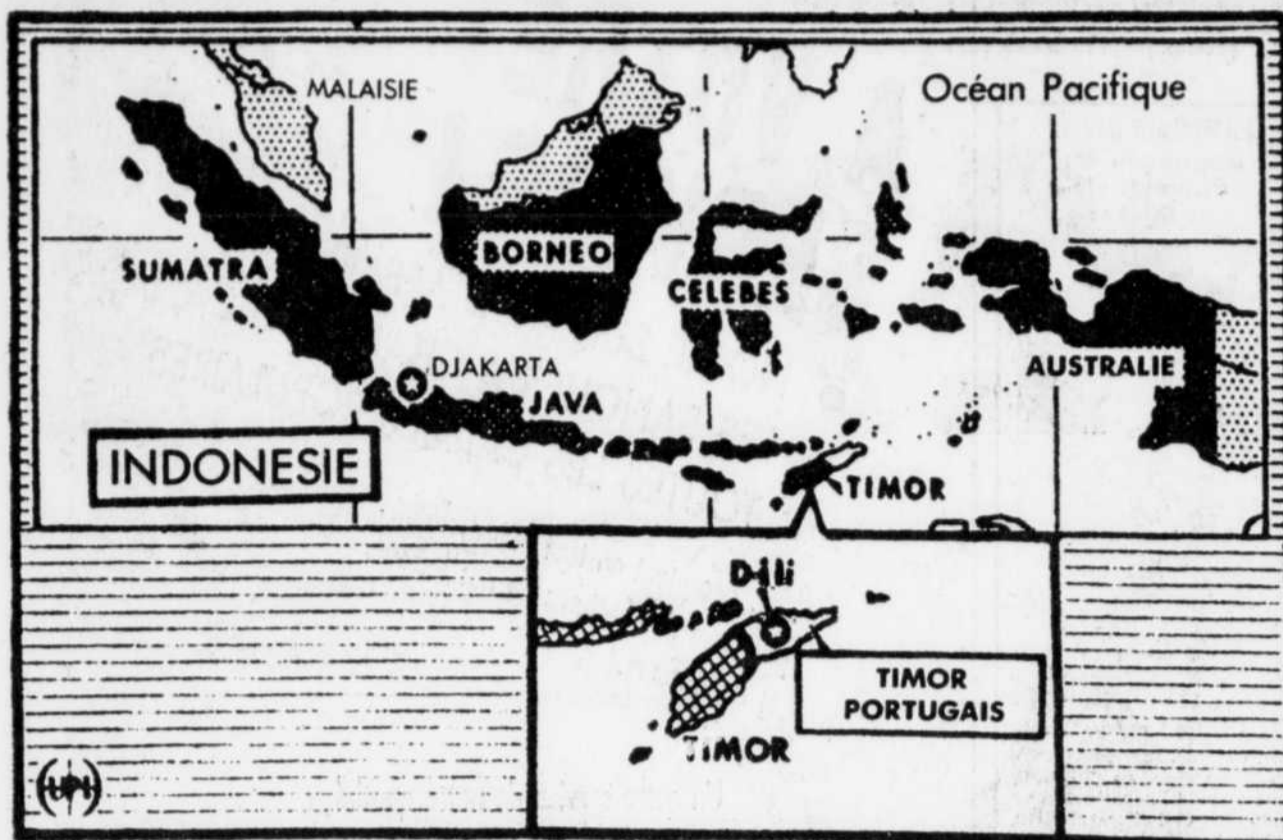 MALAISIE
Océan Pacifique
BORNEO
SUMATRA
CELEBES
DJAKARTA
AUSTRALIE
JAVA
INDONESIE
TIMOR
Dili
TIMOR
PORTUGAIS
TIMOR
(UPI)